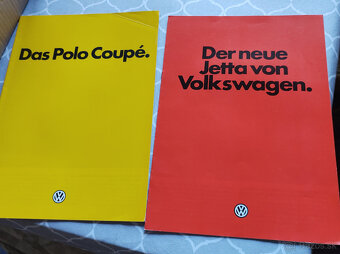 Das Polo Coupé.
Der neue
Jetta von
Volkswagen.